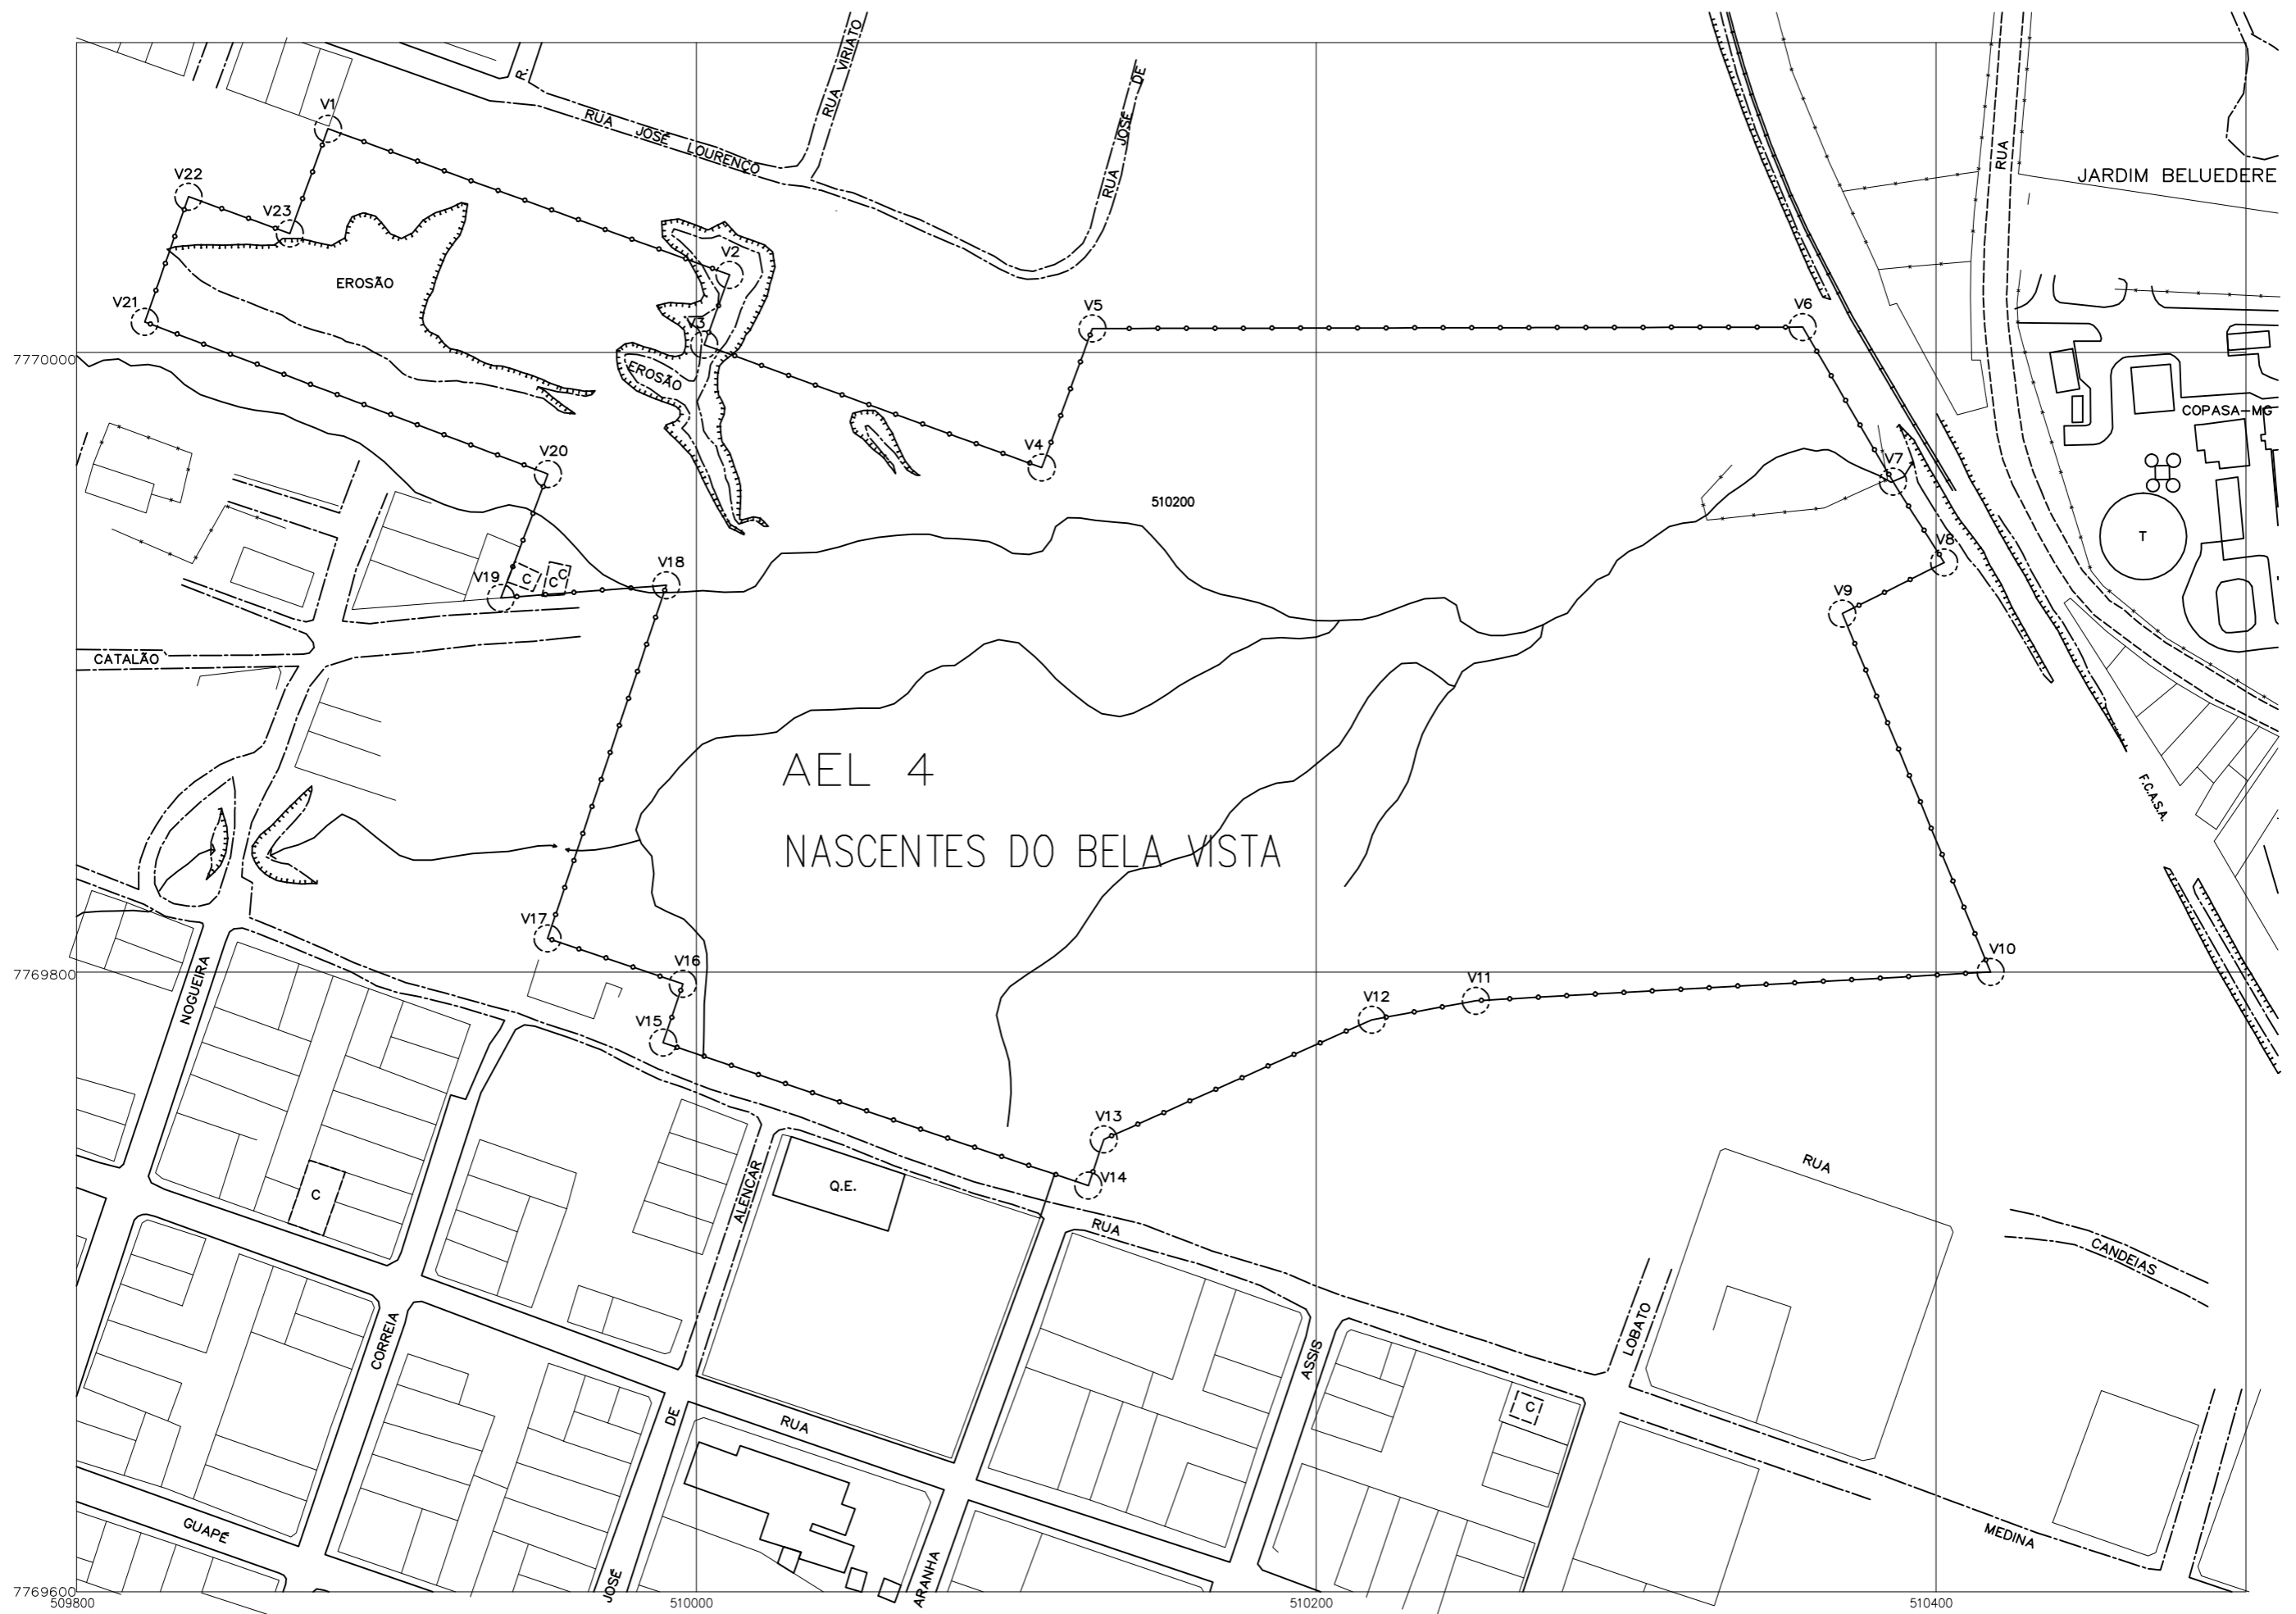 R.
RUA VIRIATO
RUA JOSÉ DE
RUA JOSÉ LOURENÇO
RUA
JARDIM BELUEDERE
V1
V22
V23
V2
EROSÃO
V21
V3
V5
V6
7770000
EROSÃO
COPASA-MG
V4
V20
V7
510200
T
V8
V19
C
C
C
V18
V9
CATALÃO
AEL 4
F.C.A.S.A.
NASCENTES DO BELA VISTA
V17
V16
V10
7769800
NOGUEIRA
V11
V12
V15
V13
V14
ALENCAR
Q.E.
C
RUA
RUA
CANDEIAS
CORREIA
LOBATO
ASSIS
DE
RUA
C
GUAPÉ
MEDINA
JOSÉ
ARANHA
7769600
509800
510000
510200
510400